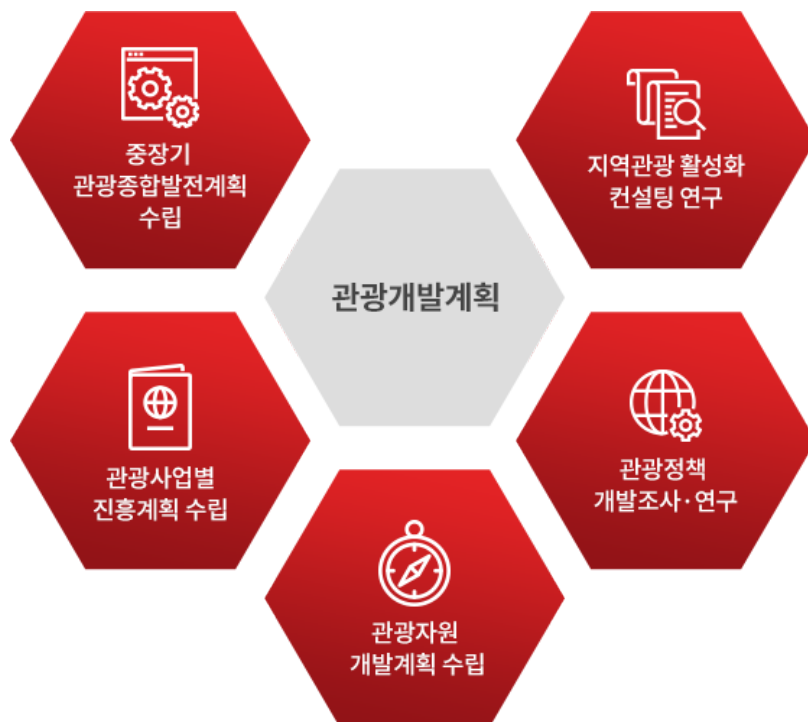 중장기
관광종합발전계획
수립
지역관광 활성화
컨설팅 연구
관광개발계획
관광사업별
진흥계획 수립
관광정책
개발조사·연구
관광자원
개발계획 수립